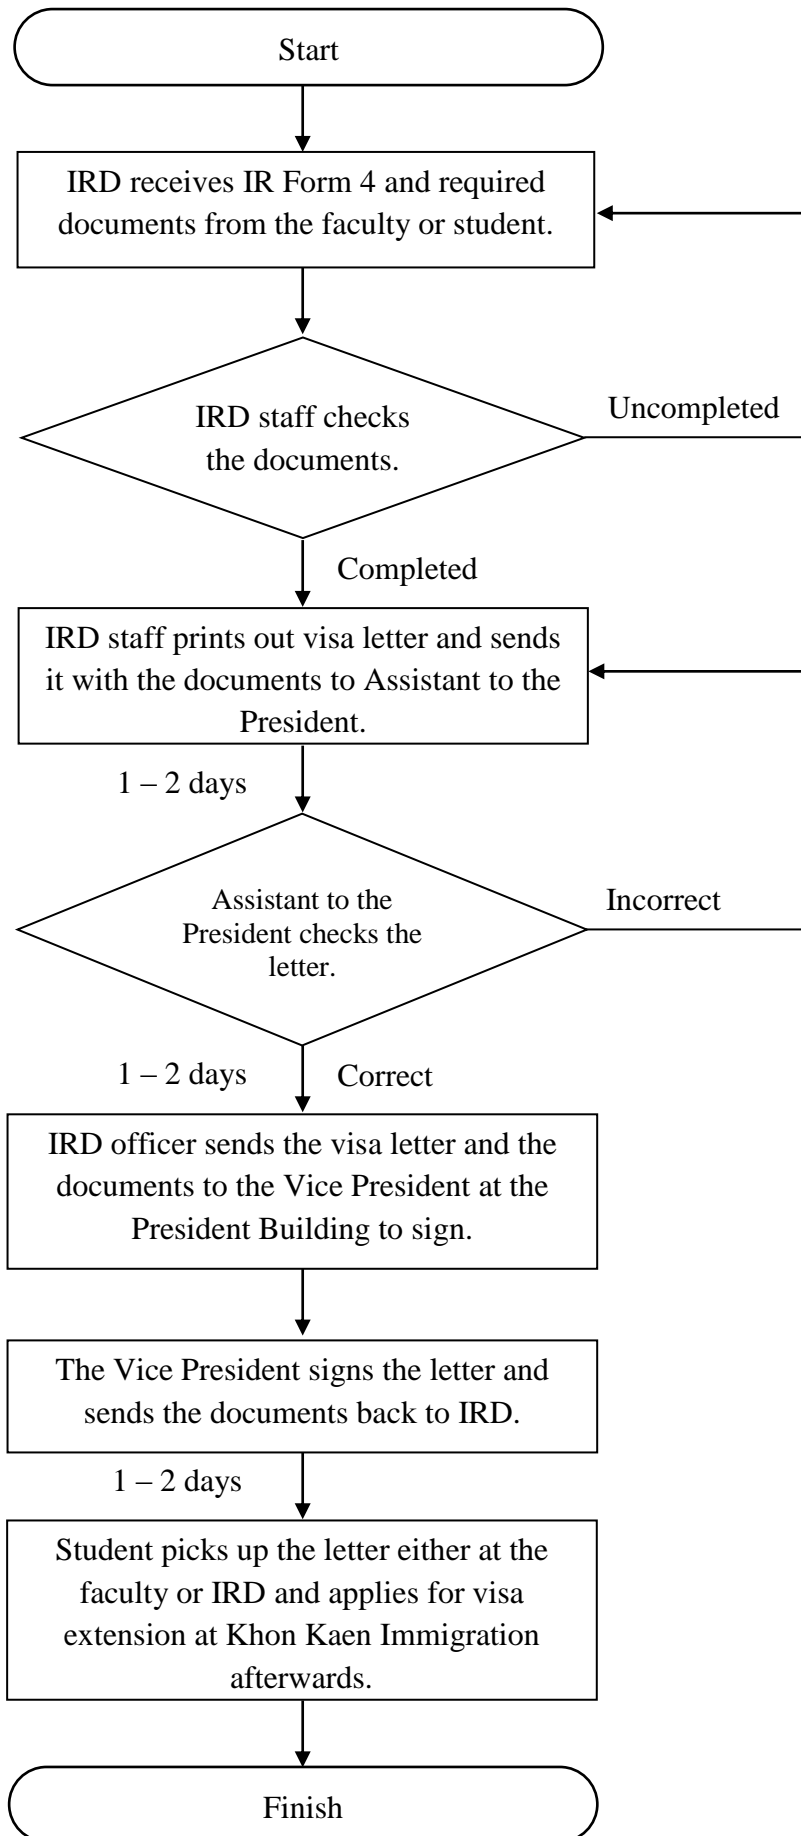 Start
IRD receives IR Form 4 and required
documents from the faculty or student.
IRD staff checks
the documents.
Uncompleted
Completed
IRD staff prints out visa letter and sends
it with the documents to Assistant to the
President.
1 – 2 days
Assistant to the
President checks the
letter.
Incorrect
1 – 2 days
Correct
IRD officer sends the visa letter and the
documents to the Vice President at the
President Building to sign.
The Vice President signs the letter and
sends the documents back to IRD.
1 – 2 days
Student picks up the letter either at the
faculty or IRD and applies for visa
extension at Khon Kaen Immigration
afterwards.
Finish